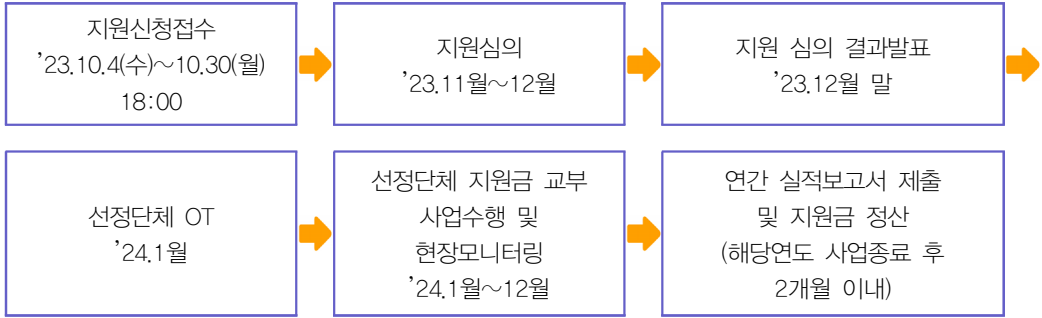 지원신청접수
’23.10.4(수)~10.30(월)
18:00
지원심의
’23.11월~12월
지원 심의 결과발표
’23.12월 말
선정단체 OT
’24.1월
선정단체 지원금 교부
사업수행 및
현장모니터링
’24.1월~12월
연간 실적보고서 제출
및 지원금 정산
(해당연도 사업종료 후
2개월 이내)